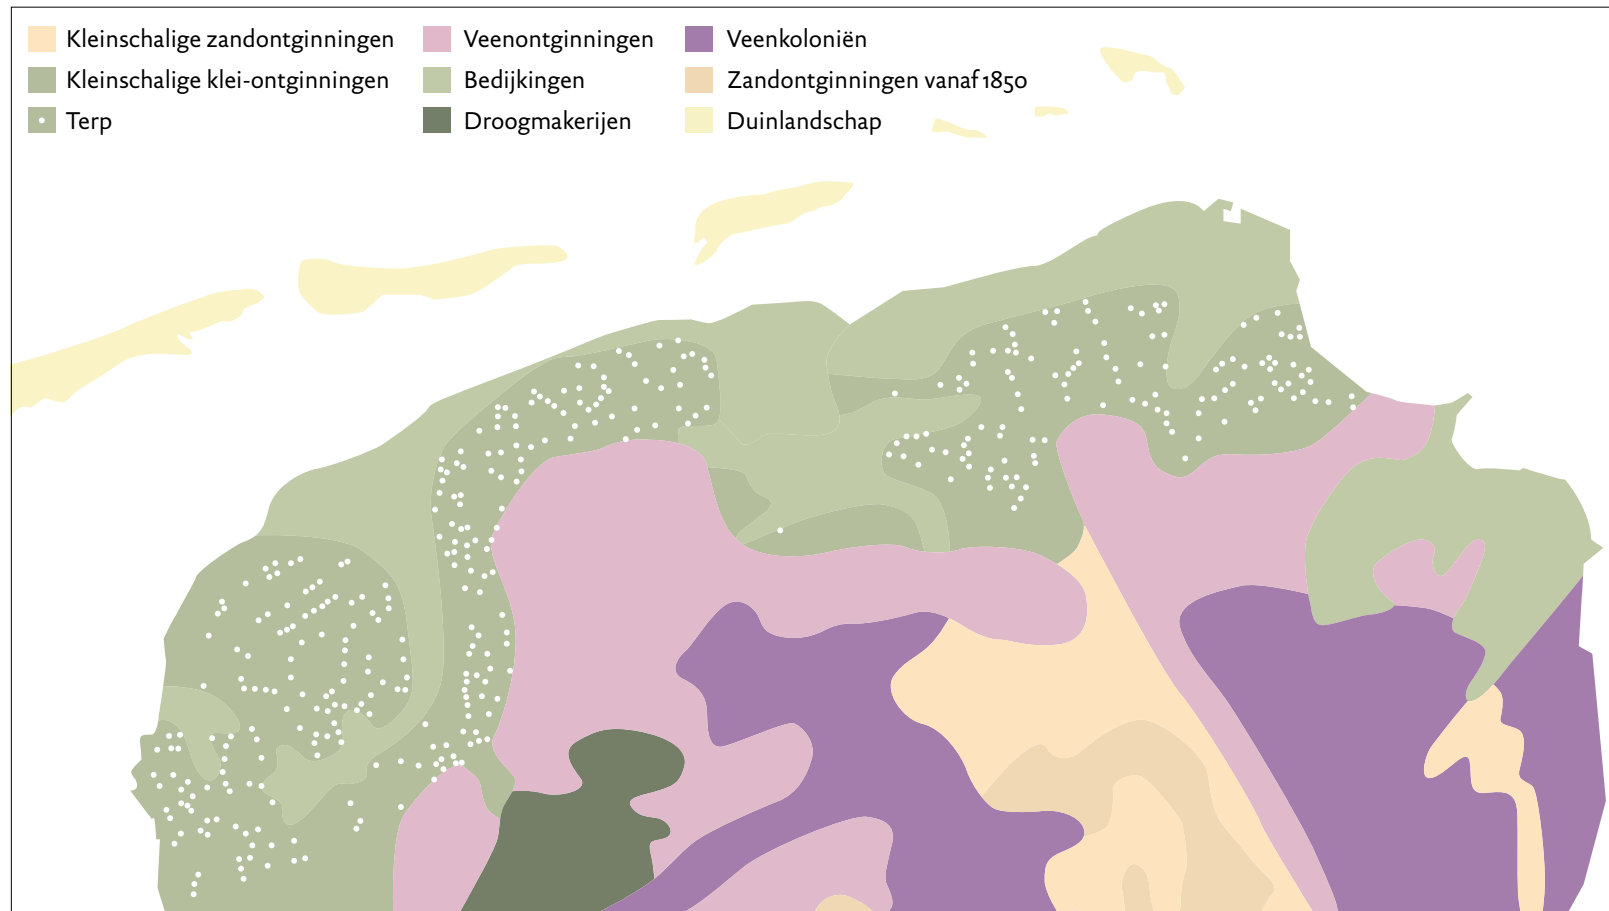 Kleinschalige zandontginningen
Kleinschalige klei-ontginningen
Terp
Veenontginningen
Bedijkingen
Droogmakerijen
Veenkoloniën
Zandontginningen vanaf 1850
Duinlandschap